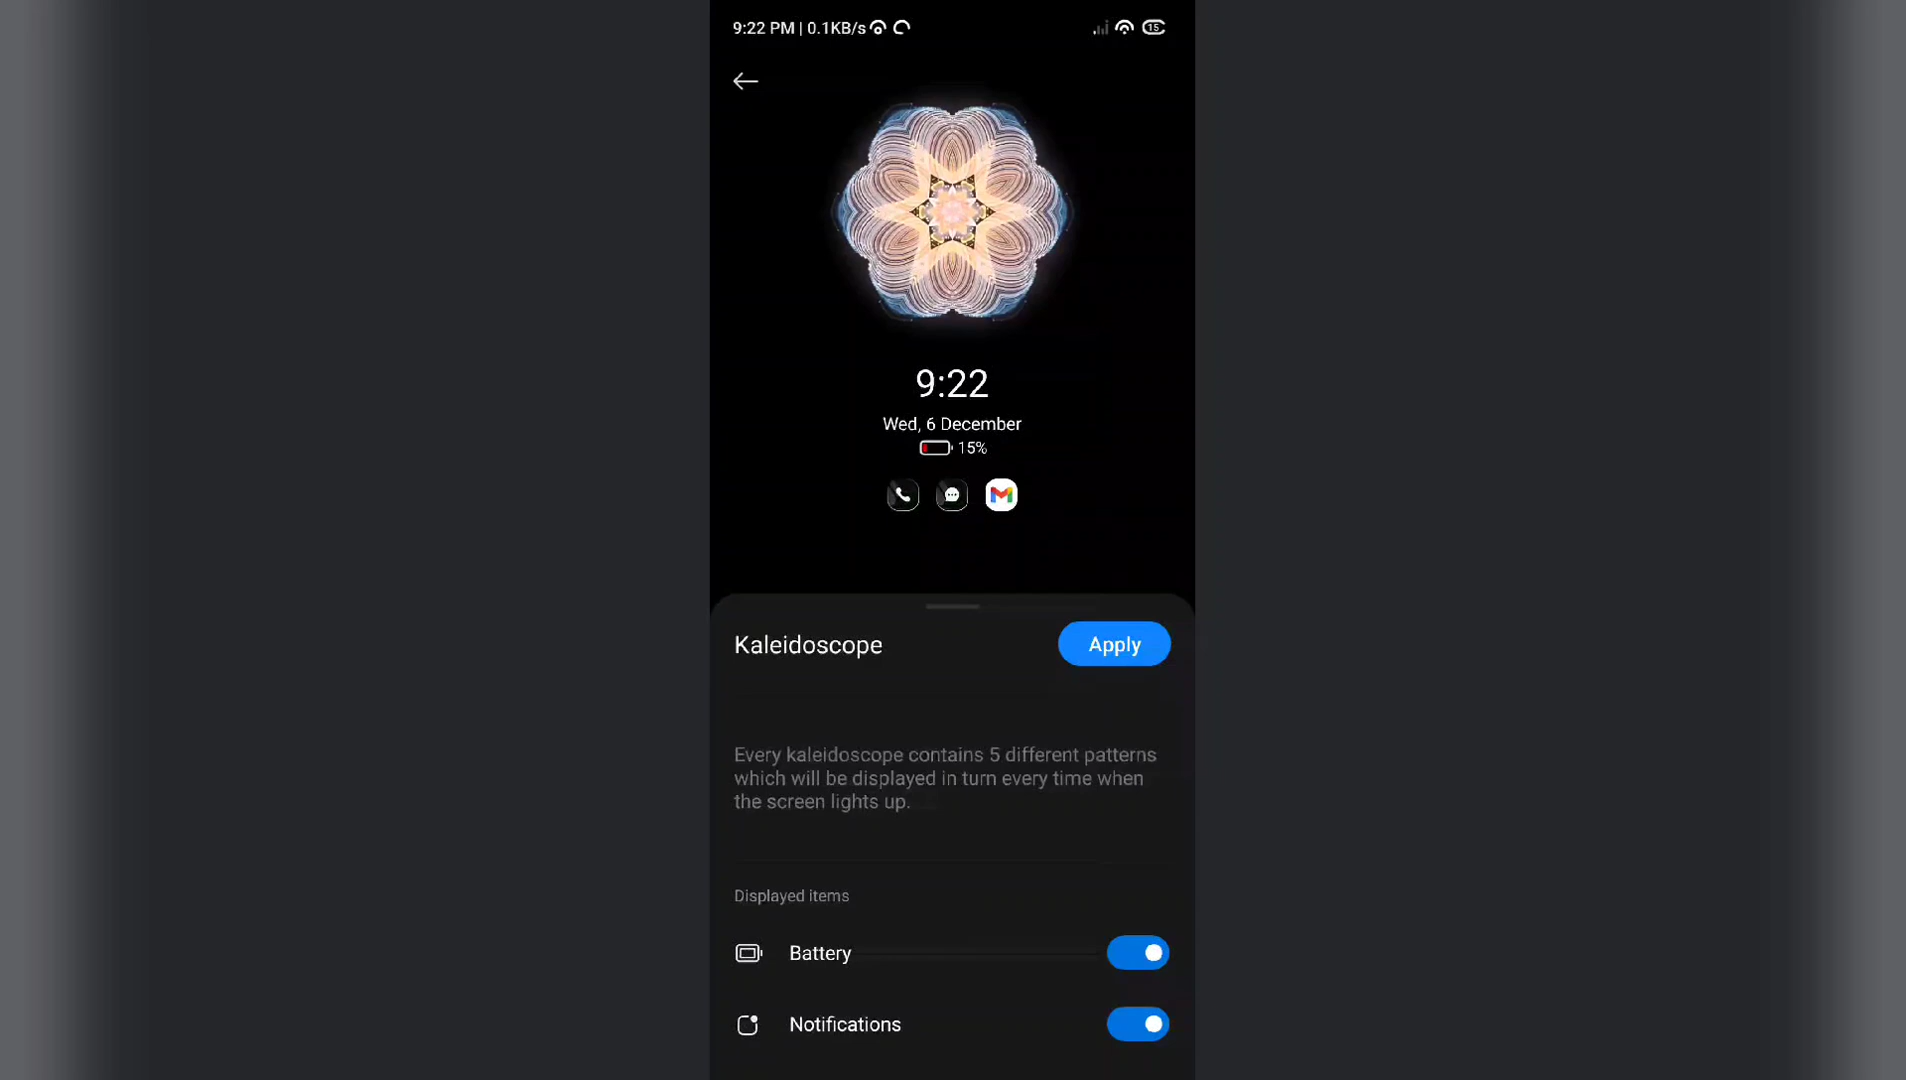 9:22 PM | 0.1KB/s 15
9:22
Wed, 6 December
15%
Kaleidoscope
Apply
Every kaleidoscope contains 5 different patterns
which will be displayed in turn every time when
the screen lights up.
Displayed items
Battery
Notifications